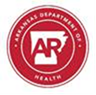 • ARKANSAS DEPARTMENT OF •
AR
HEALTH